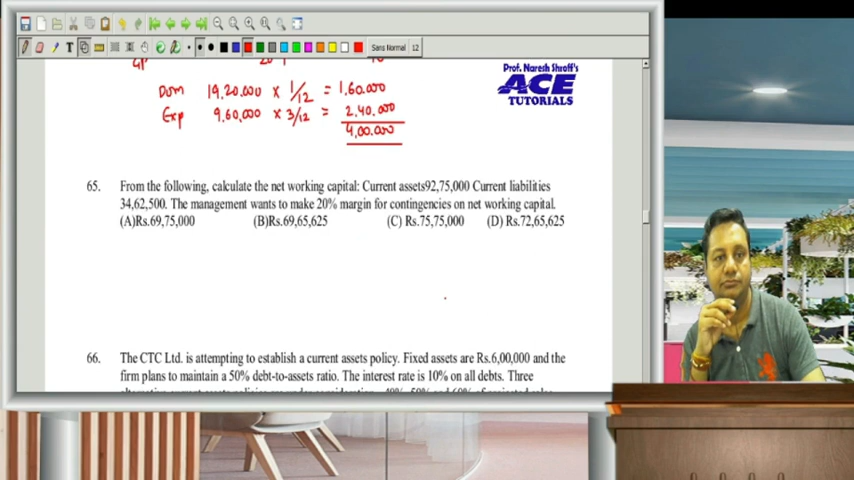 Sans Normal
12
Prof. Naresh Shroff's
ACE
TUTORIALS
Dom 19,20,000 × 1/12 = 1,60,000
Exp 9,60,000 × 3/12 = 2,40,000
4,00,000
65. From the following, calculate the net working capital: Current assets92,75,000 Current liabilities
34,62,500. The management wants to make 20% margin for contingencies on net working capital.
(A)Rs.69,75,000 (B)Rs.69,65,625 (C) Rs.75,75,000 (D) Rs.72,65,625
66. The CTC Ltd. is attempting to establish a current assets policy. Fixed assets are Rs.6,00,000 and the
firm plans to maintain a 50% debt-to-assets ratio. The interest rate is 10% on all debts. Three